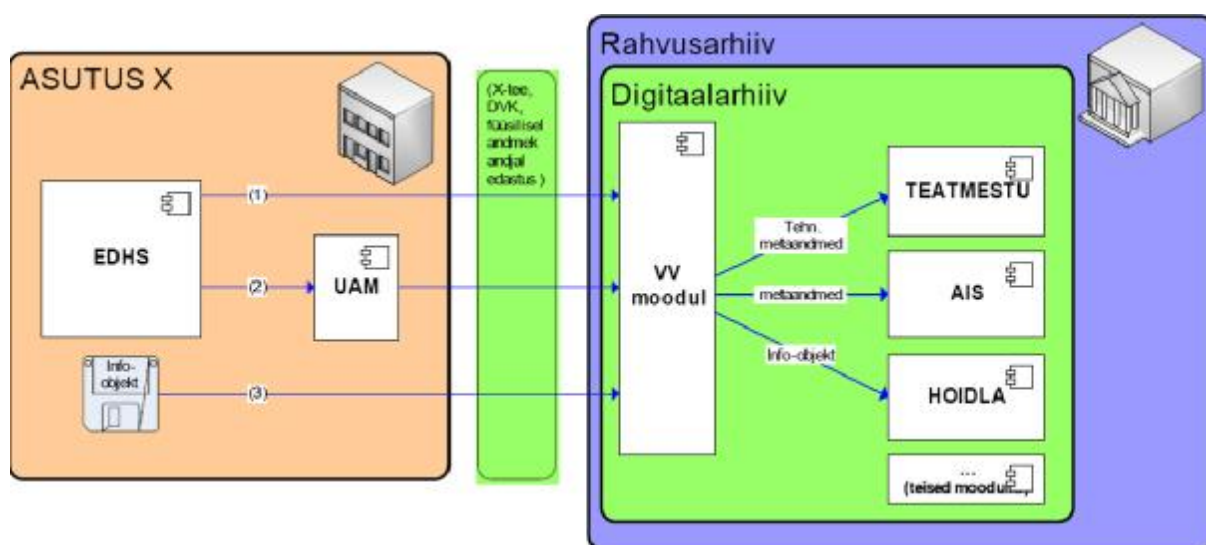 ASUTUS X
EDHS
(1)
(2)
UAM
Info-
objekt
(3)
(X-tee,
DVK,
füüsilisel
andmek
andjal
edastus )
Rahvusarhiiv
Digitaalarhiiv
VV
moodul
Tehn.
metaandmed
metaandmed
Info-objekt
TEATMESTU
AIS
HOIDLA
...
(teised